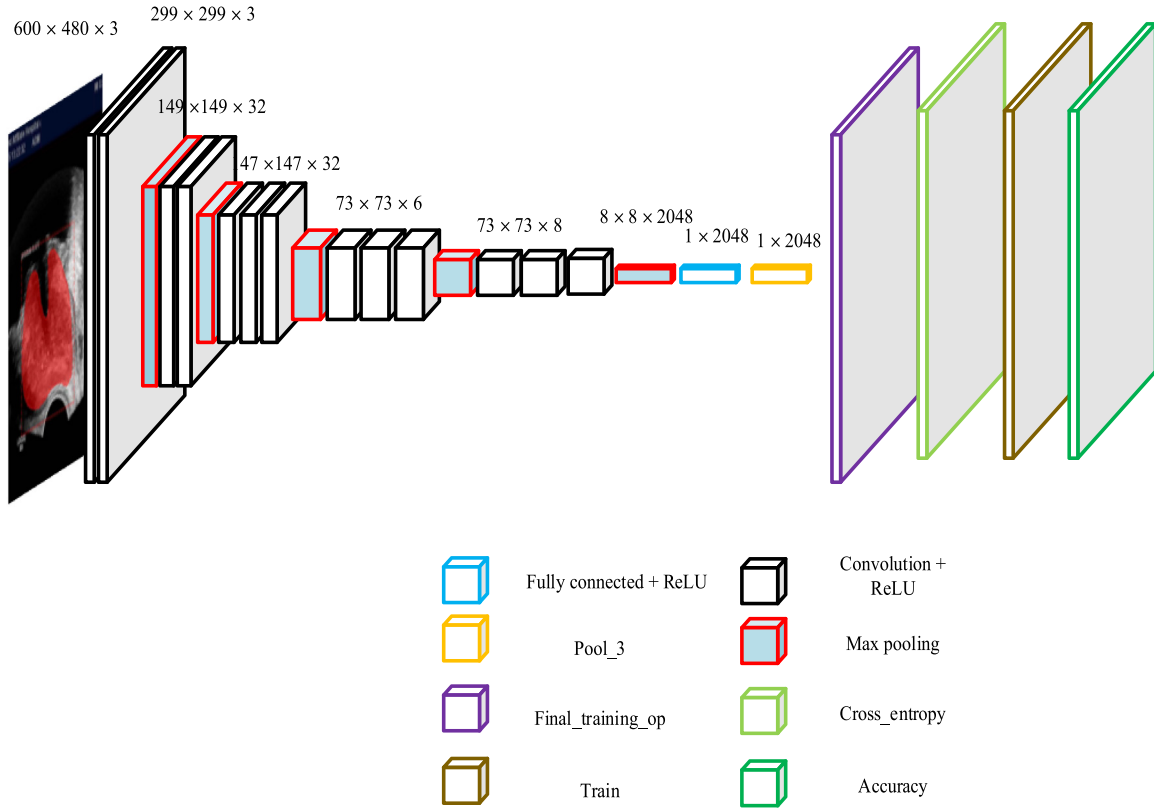 600 × 480 × 3
299 × 299 × 3
149 ×149 × 32
47 ×147 × 32
73 × 73 × 6
73 × 73 × 8
8 × 8 × 2048
1 × 2048
1 × 2048
Fully connected + ReLU
Convolution +
ReLU
Pool_3
Max pooling
Final_training_op
Cross_entropy
Train
Accuracy